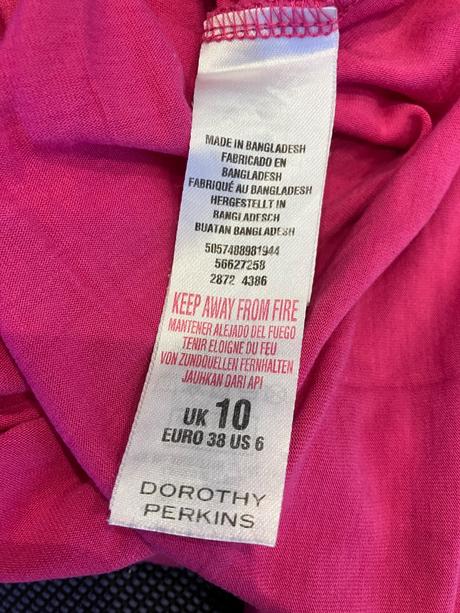 MADE IN BANGLADESH
FABRICADO EN
BANGLADESH
FABRIQUÉ AU BANGLADESH
HERGESTELLT IN
BANGLADESCH
BUATAN BANGLADESH
5057488981944
56627258
2872 4386
KEEP AWAY FROM FIRE
MANTENER ALEJADO DEL FUEGO
TENIR ELOIGNE DU FEU
VON ZUNDQUELLEN FERNHALTEN
JAUHKAN DARI API
UK 10
EURO 38 US 6
DOROTHY
PERKINS